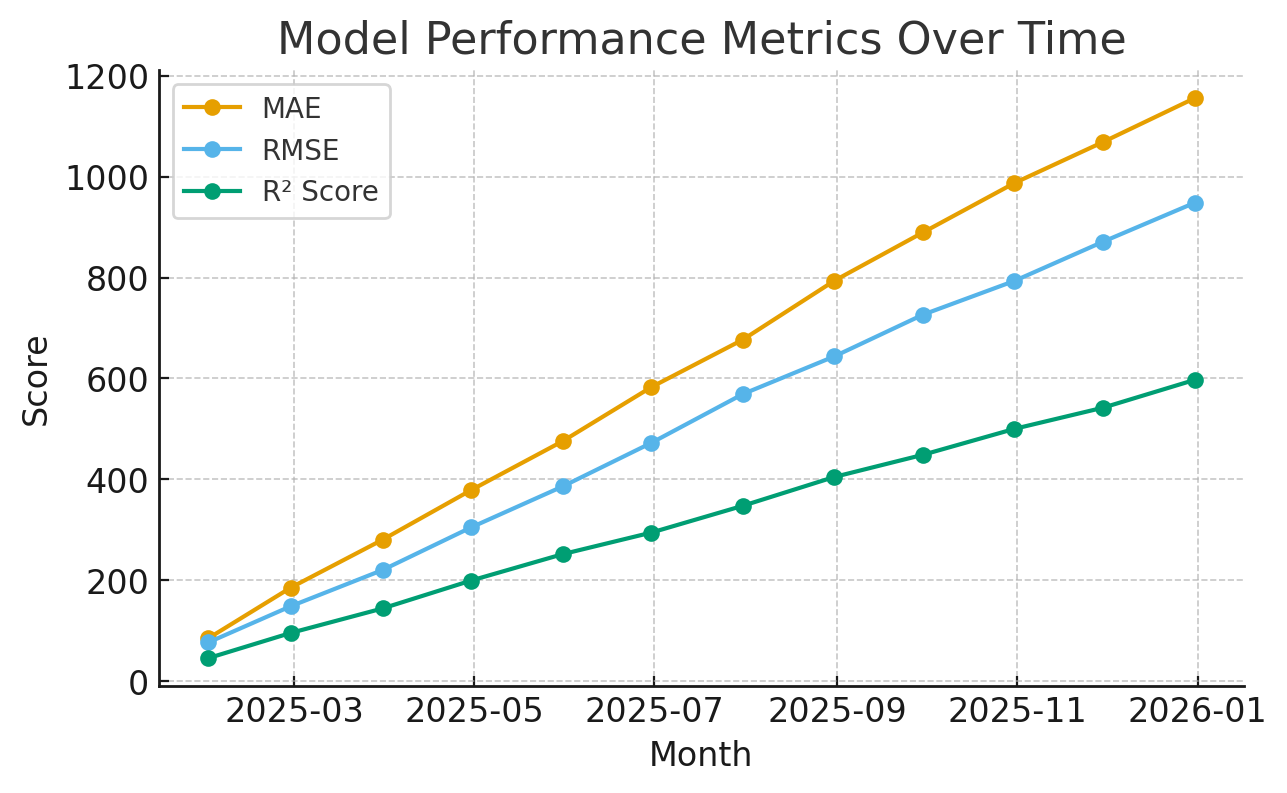 Model Performance Metrics Over Time
1200
1000
800
600
400
200
0
Score
MAE
RMSE
R² Score
2025-03 2025-05 2025-07 2025-09 2025-11 2026-01
Month